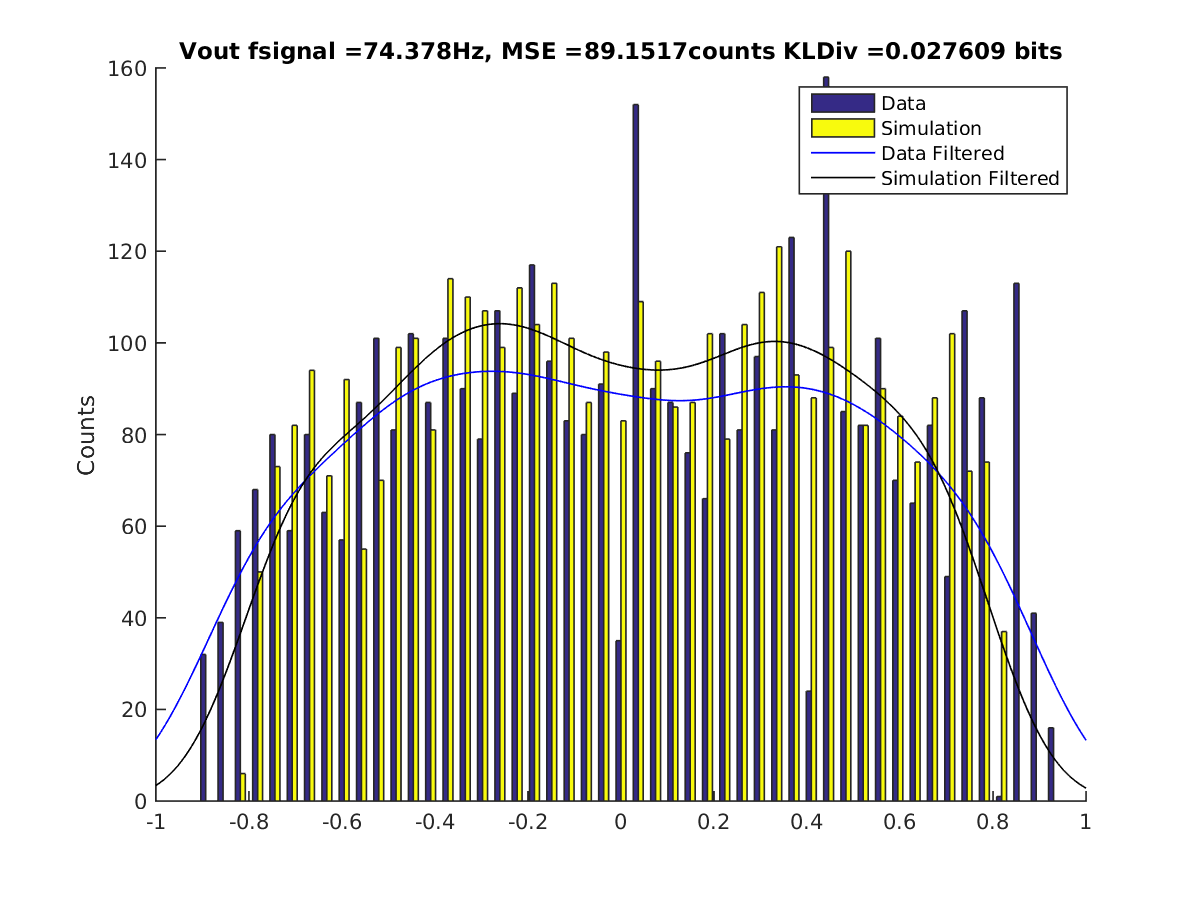 Vout fsignal =74.378Hz, MSE =89.1517counts KLDiv =0.027609 bits
160
140
120
100
80
60
40
20
0
Counts
Data
Simulation
Data Filtered
Simulation Filtered
-1 -0.8 -0.6 -0.4 -0.2 0 0.2 0.4 0.6 0.8 1